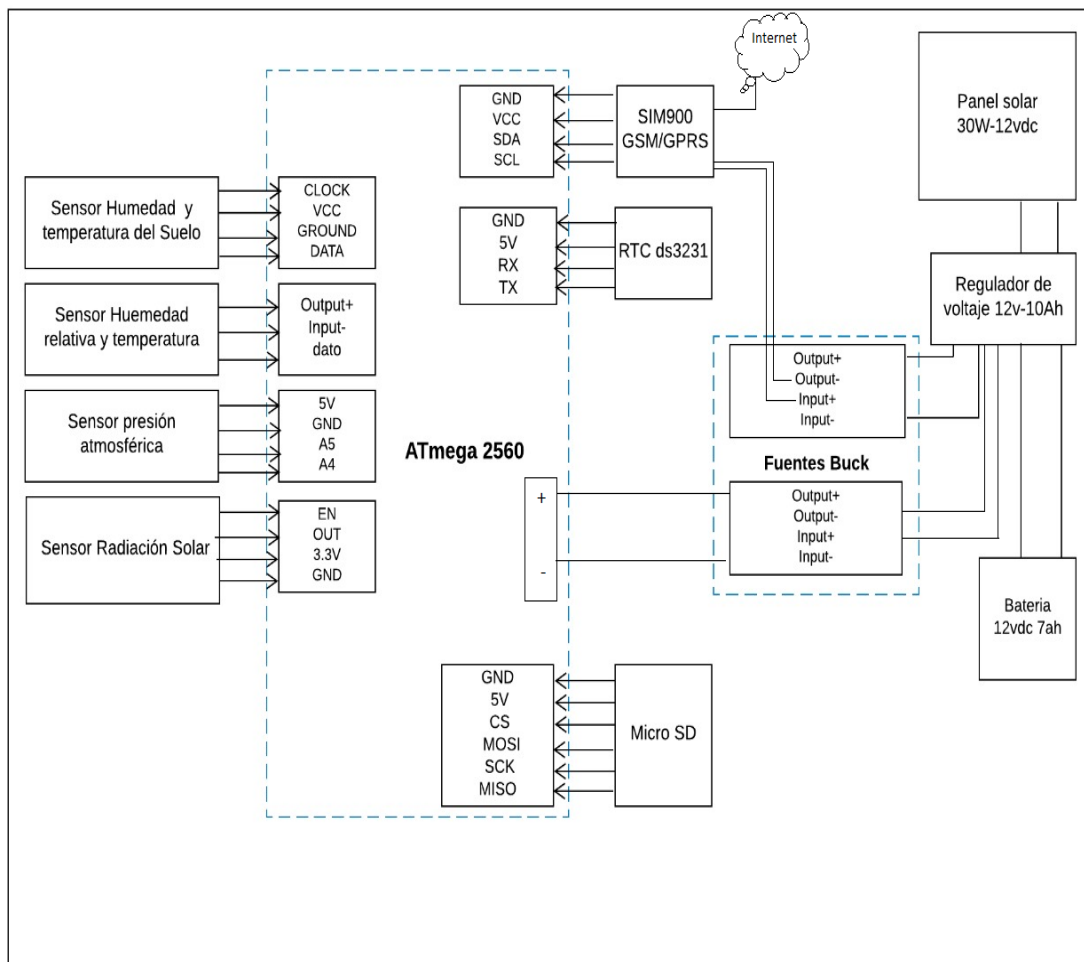 Internet
Panel solar
30W-12vdc
GND
VCC
SDA
SCL
SIM900
GSM/GPRS
Sensor Humedad y
temperatura del Suelo
CLOCK
VCC
GROUND
DATA
GND
5V
RX
TX
RTC ds3231
Regulador de
voltaje 12v-10Ah
Sensor Huemedad
relativa y temperatura
Output+
Input-
dato
Output+
Output-
Input+
Input-
Sensor presión
atmosférica
5V
GND
A5
A4
ATmega 2560
Fuentes Buck
+
-
Output+
Output-
Input+
Input-
Sensor Radiación Solar
EN
OUT
3.3V
GND
Bateria
12vdc 7ah
GND
5V
CS
MOSI
SCK
MISO
Micro SD